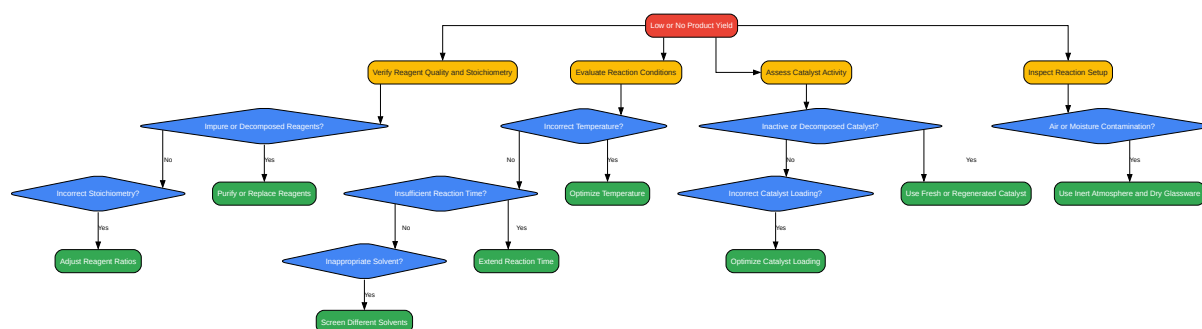 Low or No Product Yield
Verify Reagent Quality and Stoichiometry
Evaluate Reaction Conditions
Assess Catalyst Activity
Inspect Reaction Setup
Impure or Decomposed Reagents?
Incorrect Temperature?
Inactive or Decomposed Catalyst?
Air or Moisture Contamination?
No
Yes
No
Yes
No
Yes
Yes
Incorrect Stoichiometry?
Purify or Replace Reagents
Insufficient Reaction Time?
Optimize Temperature
Incorrect Catalyst Loading?
Use Fresh or Regenerated Catalyst
Use Inert Atmosphere and Dry Glassware
Yes
No
Yes
Yes
Adjust Reagent Ratios
Inappropriate Solvent?
Extend Reaction Time
Optimize Catalyst Loading
Yes
Screen Different Solvents